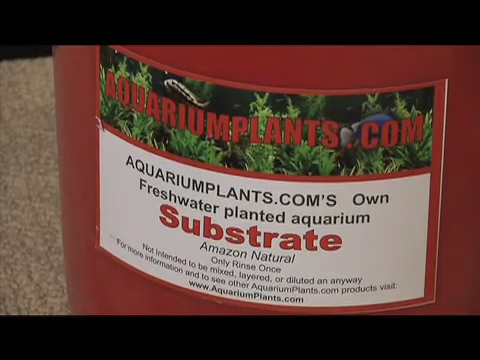 AQUARIUMPLANTS.COM
AQUARIUMPLANTS.COM'S Own
Freshwater planted aquarium
Substrate
Amazon Natural
Only Rinse Once
Not Intended to be mixed, layered, or diluted an anyway
For more information and to see other AquariumPlants.com products visit:
www.AquariumPlants.com